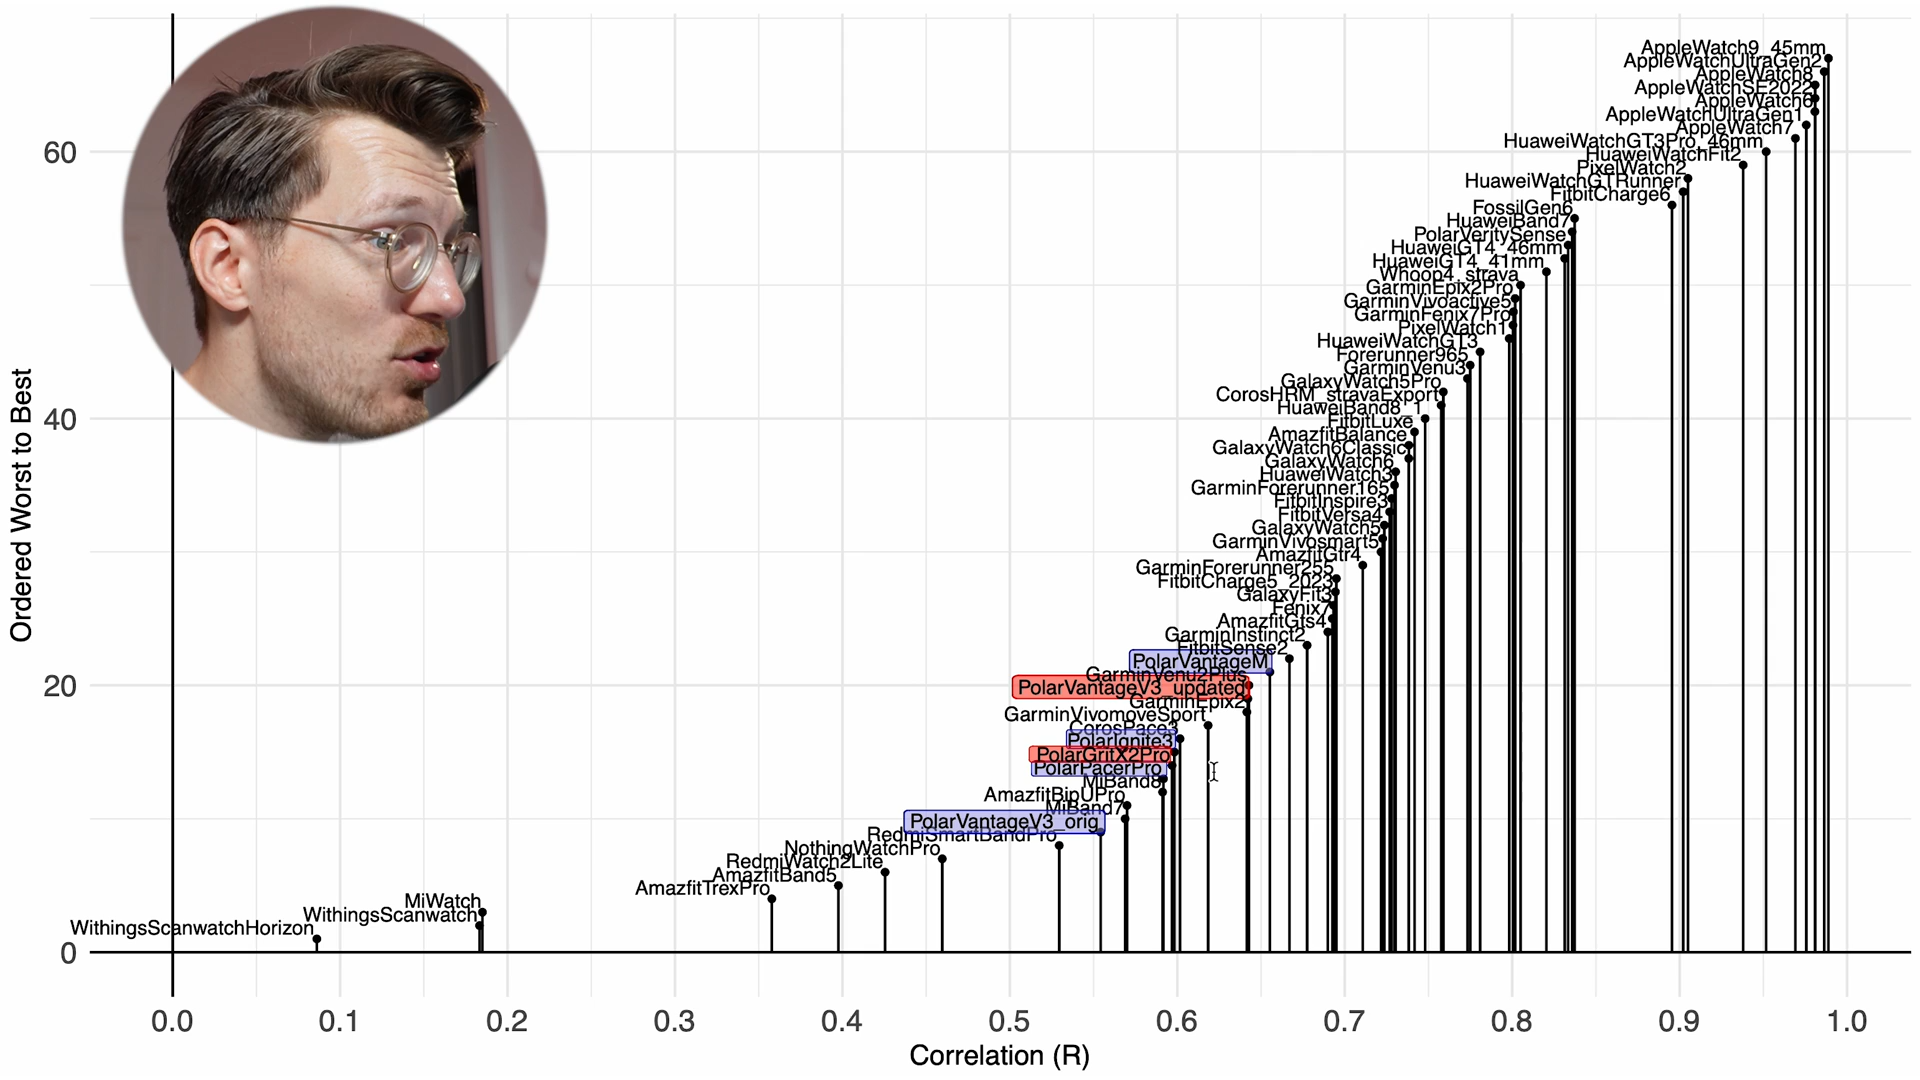 AppleWatch9_45mm
AppleWatchUltraGen2
AppleWatch8
AppleWatchSE2022
AppleWatch6
AppleWatchUltraGen1
AppleWatch7
HuaweiWatchGT3Pro_46mm
HuaweiWatchFit2
PixelWatch2
HuaweiWatchGTRunner
FitbitCharge6
FossilGen6
HuaweiBand7
PolarVeritySense
HuaweiGT4_46mm
HuaweiGT4_41mm
Whoop4_strava
GarminEpix2Pro
GarminVivoactive5
GarminFenix7Pro
PixelWatch1
HuaweiWatchGT3
Forerunner965
GarminVenu3
GalaxyWatch5Pro
CorosHRM_stravaExport
HuaweiBand8_1
FitbitLuxe
AmazfitBalance
GalaxyWatch6Classic
GalaxyWatch6
HuaweiWatch3
GarminForerunner165
FitbitInspire3
FitbitVersa4
GalaxyWatch5
GarminVivosmart5
AmazfitGtr4
GarminForerunner255
FitbitCharge5_2023
GalaxyFit3
Fenix7
AmazfitGts4
GarminInstinct2
FitbitSense2
PolarVantageM
GarminVenu2Plus
PolarVantageV3_updated
GarminEpix2
GarminVivomoveSport
CorosPace3
PolarIgnite3
PolarGritX2Pro
PolarPacerPro
MiBand8
AmazfitBipUPro
MiBand7
PolarVantageV3_orig
RedmiSmartBandPro
NothingWatchPro
RedmiWatch2Lite
AmazfitBand5
AmazfitTrexPro
MiWatch
WithingsScanwatch
WithingsScanwatchHorizon
60
40
20
0
Ordered Worst to Best
0.0 0.1 0.2 0.3 0.4 0.5 0.6 0.7 0.8 0.9 1.0
Correlation (R)